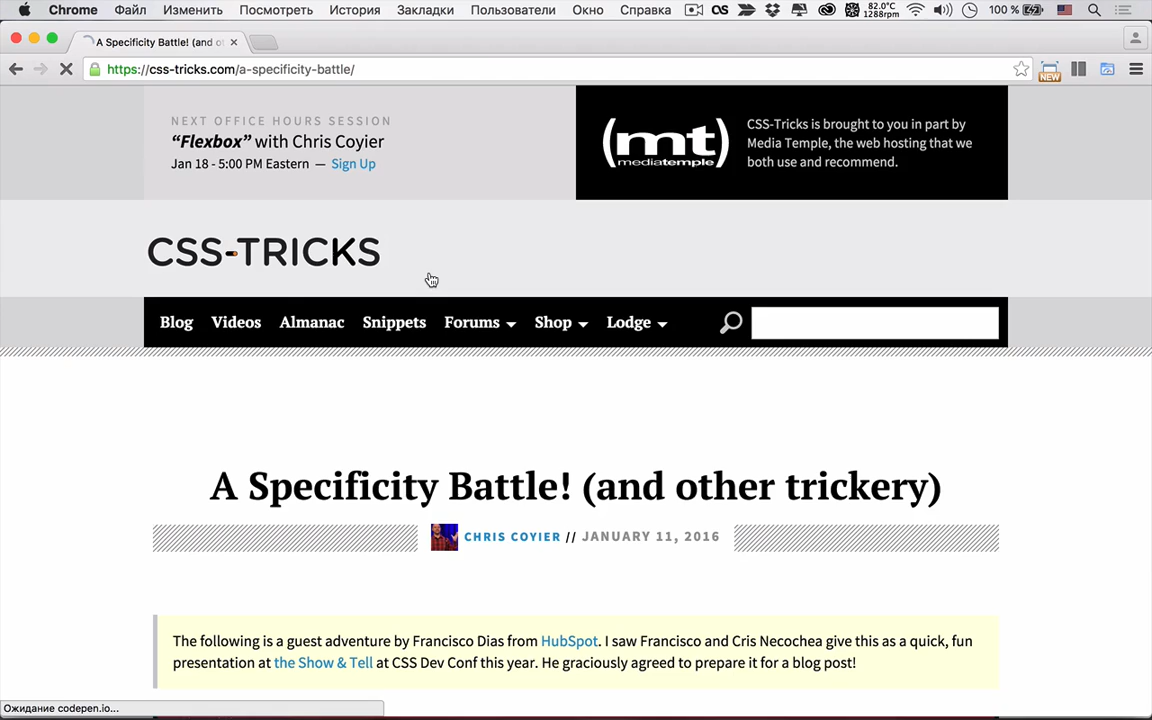 Chrome Файл Изменить Посмотреть История Закладки Пользователи Окно Справка 82.0°C 1288rpm 100 %
A Specificity Battle! (and ot
https://css-tricks.com/a-specificity-battle/
NEW
NEXT OFFICE HOURS SESSION
“Flexbox” with Chris Coyier
Jan 18 - 5:00 PM Eastern — Sign Up
(mt)
mediatemple
CSS-Tricks is brought to you in part by
Media Temple, the web hosting that we
both use and recommend.
CSS-TRICKS
Blog Videos Almanac Snippets Forums Shop Lodge
A Specificity Battle! (and other trickery)
CHRIS COYIER // JANUARY 11, 2016
The following is a guest adventure by Francisco Dias from HubSpot. I saw Francisco and Cris Necochea give this as a quick, fun
presentation at the Show & Tell at CSS Dev Conf this year. He graciously agreed to prepare it for a blog post!
Ожидание codepen.io...